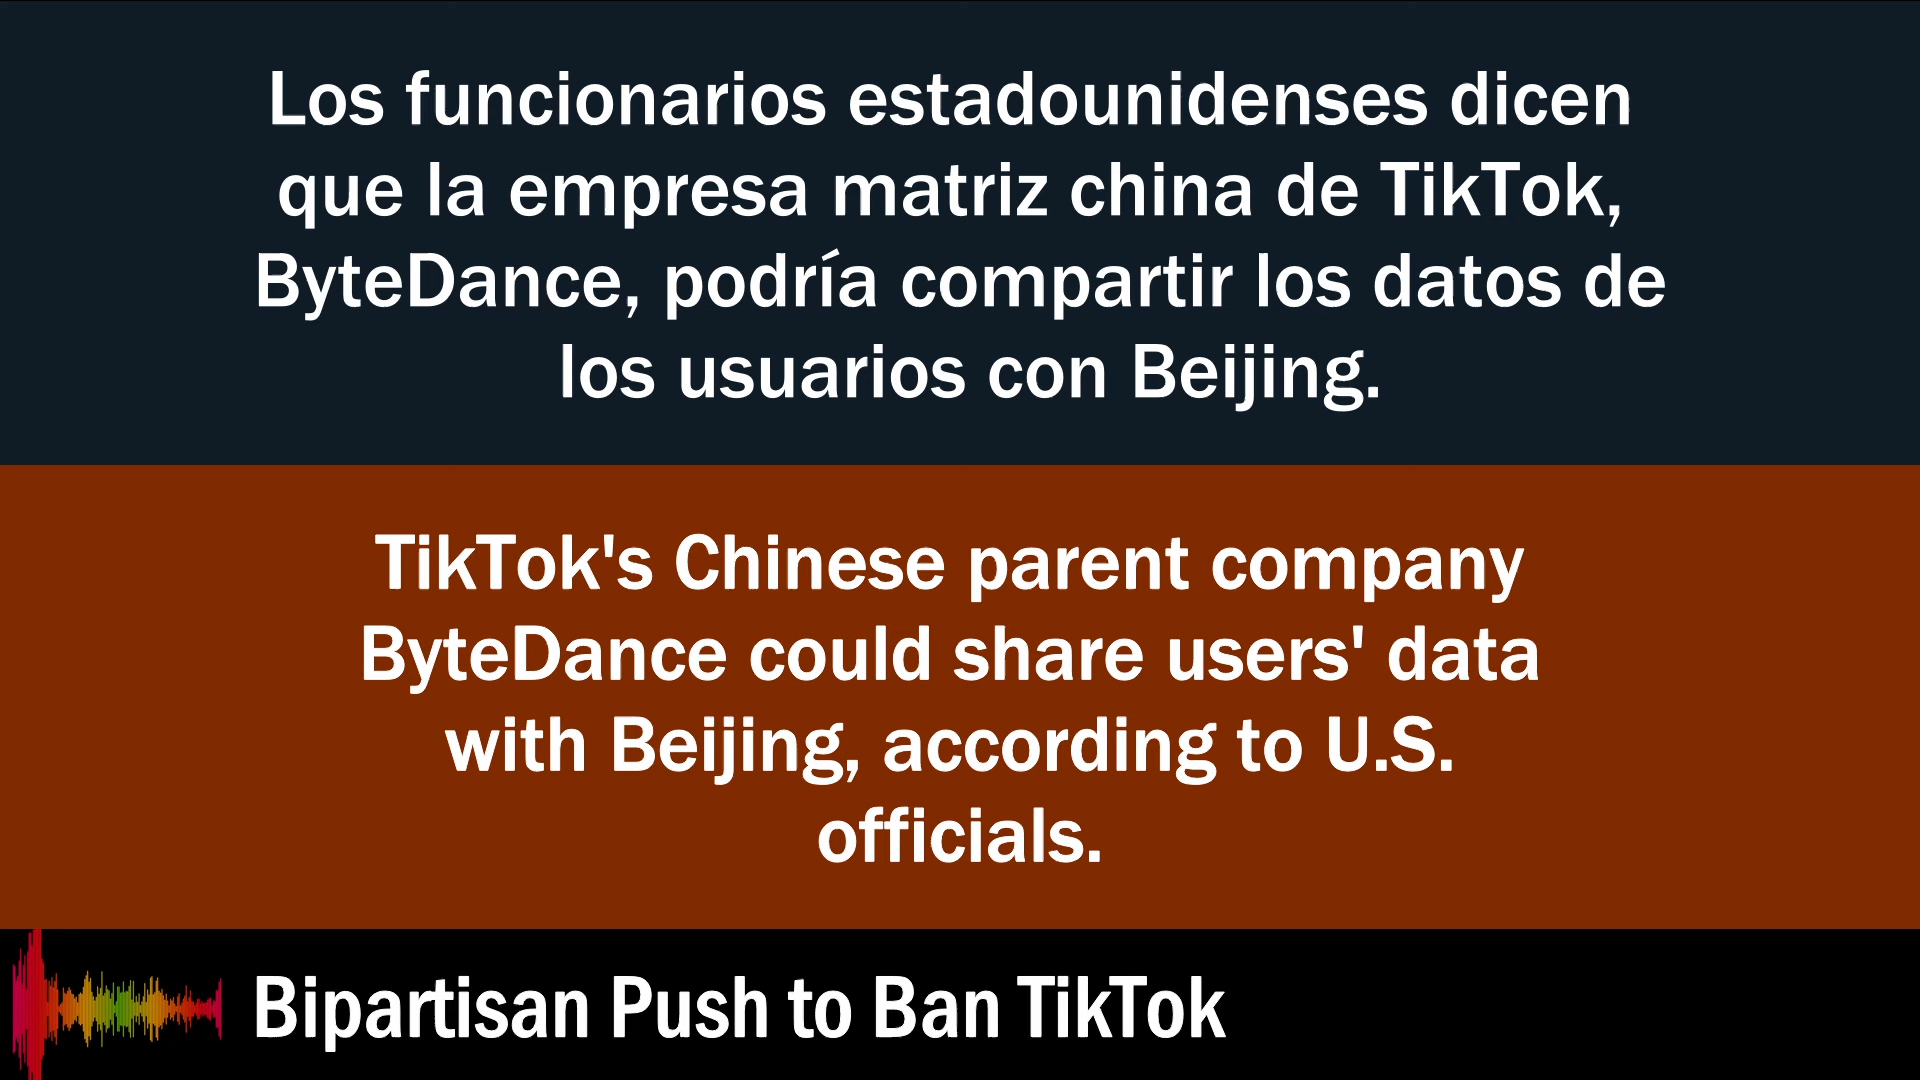 Los funcionarios estadounidenses dicen
que la empresa matriz china de TikTok,
ByteDance, podría compartir los datos de
los usuarios con Beijing.
TikTok's Chinese parent company
ByteDance could share users' data
with Beijing, according to U.S.
officials.
Bipartisan Push to Ban TikTok